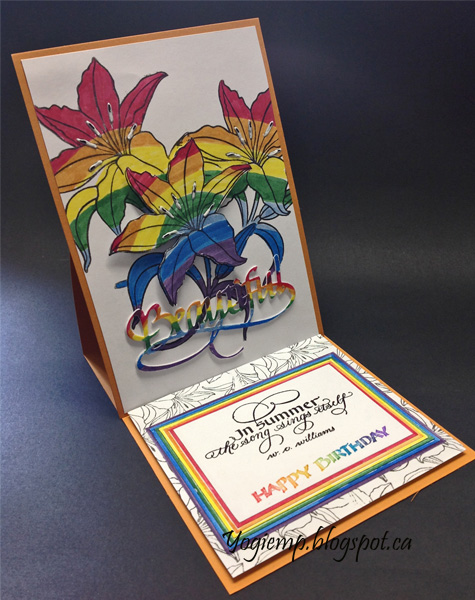 Beautiful
In Summer
the song sings itself
w. c. williams
HAPPY BIRTHDAY
Yogiemp.blogspot.ca